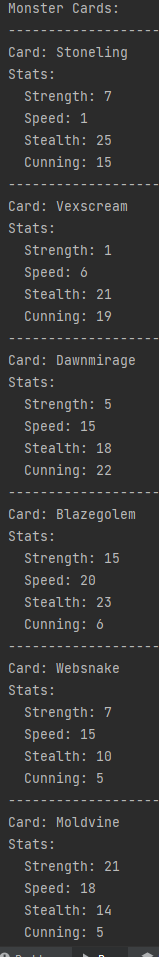 Monster Cards:
-------------------
Card: Stoneling
Stats:
  Strength: 7
  Speed: 1
  Stealth: 25
  Cunning: 15
-------------------
Card: Vexscream
Stats:
  Strength: 1
  Speed: 6
  Stealth: 21
  Cunning: 19
-------------------
Card: Dawnmirage
Stats:
  Strength: 5
  Speed: 15
  Stealth: 18
  Cunning: 22
-------------------
Card: Blazegolem
Stats:
  Strength: 15
  Speed: 20
  Stealth: 23
  Cunning: 6
-------------------
Card: Websnake
Stats:
  Strength: 7
  Speed: 15
  Stealth: 10
  Cunning: 5
-------------------
Card: Moldvine
Stats:
  Strength: 21
  Speed: 18
  Stealth: 14
  Cunning: 5